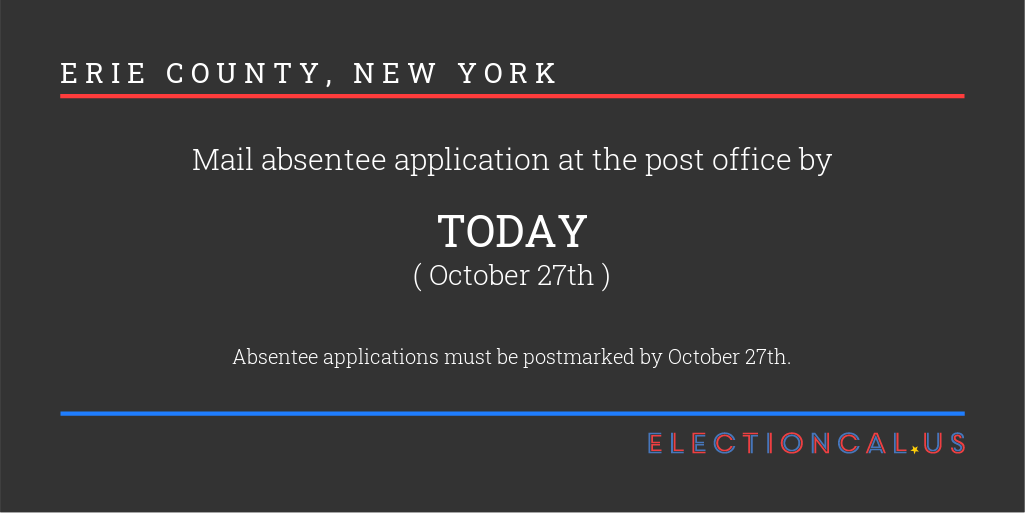 ERIE COUNTY, NEW YORK
Mail absentee application at the post office by
TODAY
( October 27th )
Absentee applications must be postmarked by October 27th.
ELECTIONCAL.US